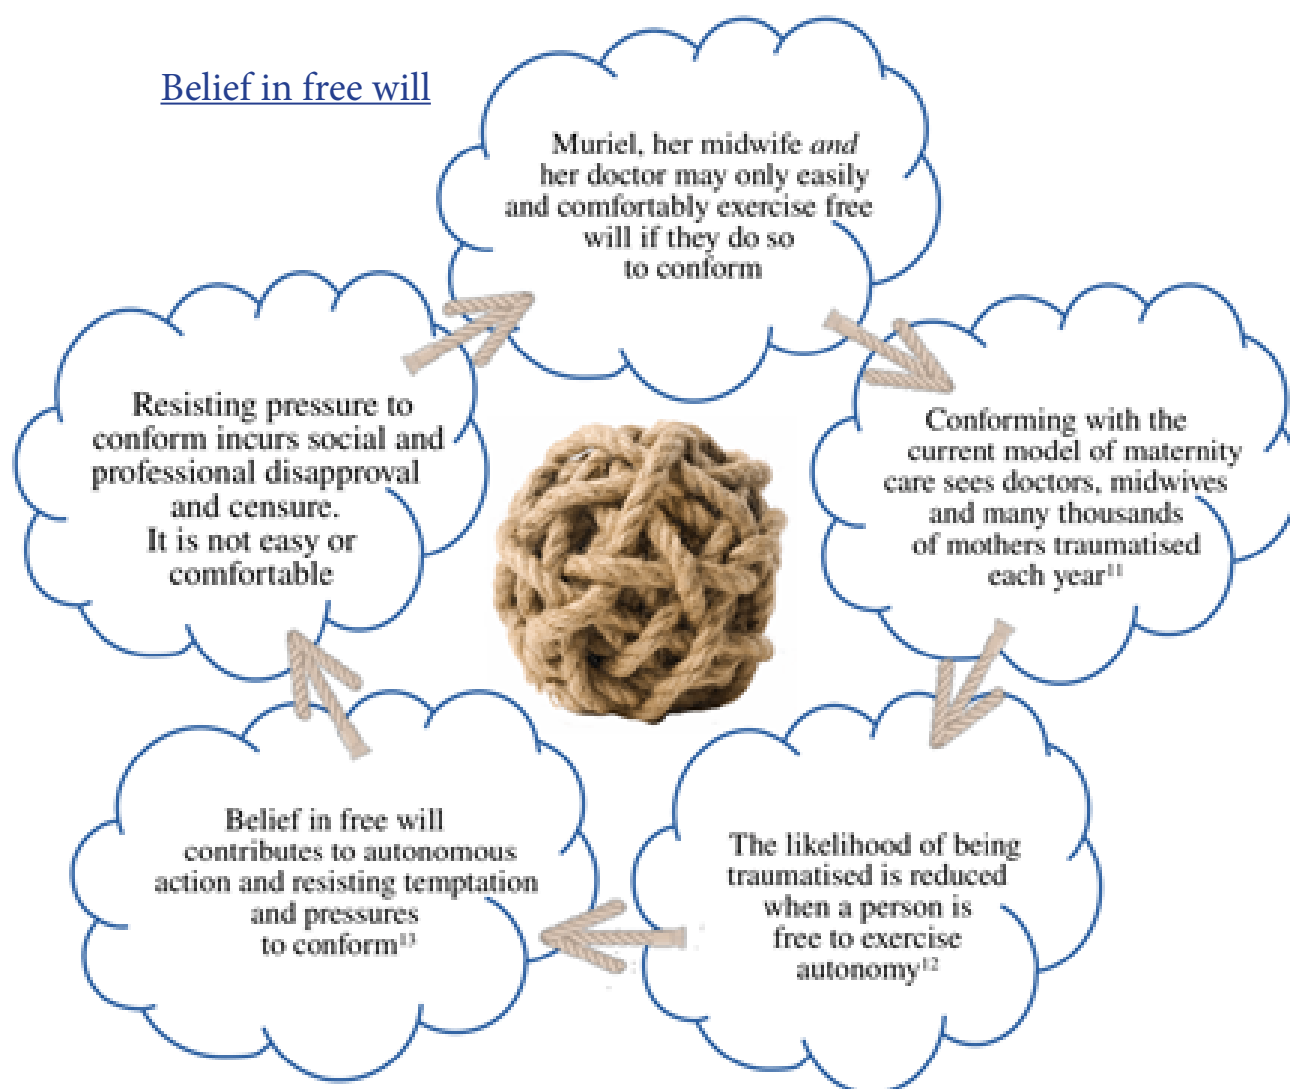 Belief in free will
Muriel, her midwife and
her doctor may only easily
and comfortably exercise free
will if they do so
to conform
Conforming with the
current model of maternity
care sees doctors, midwives
and many thousands
of mothers traumatised
each year¹¹
The likelihood of being
traumatised is reduced
when a person is
free to exercise
autonomy¹²
Belief in free will
contributes to autonomous
action and resisting temptation
and pressures
to conform¹³
Resisting pressure to
conform incurs social and
professional disapproval
and censure.
It is not easy or
comfortable